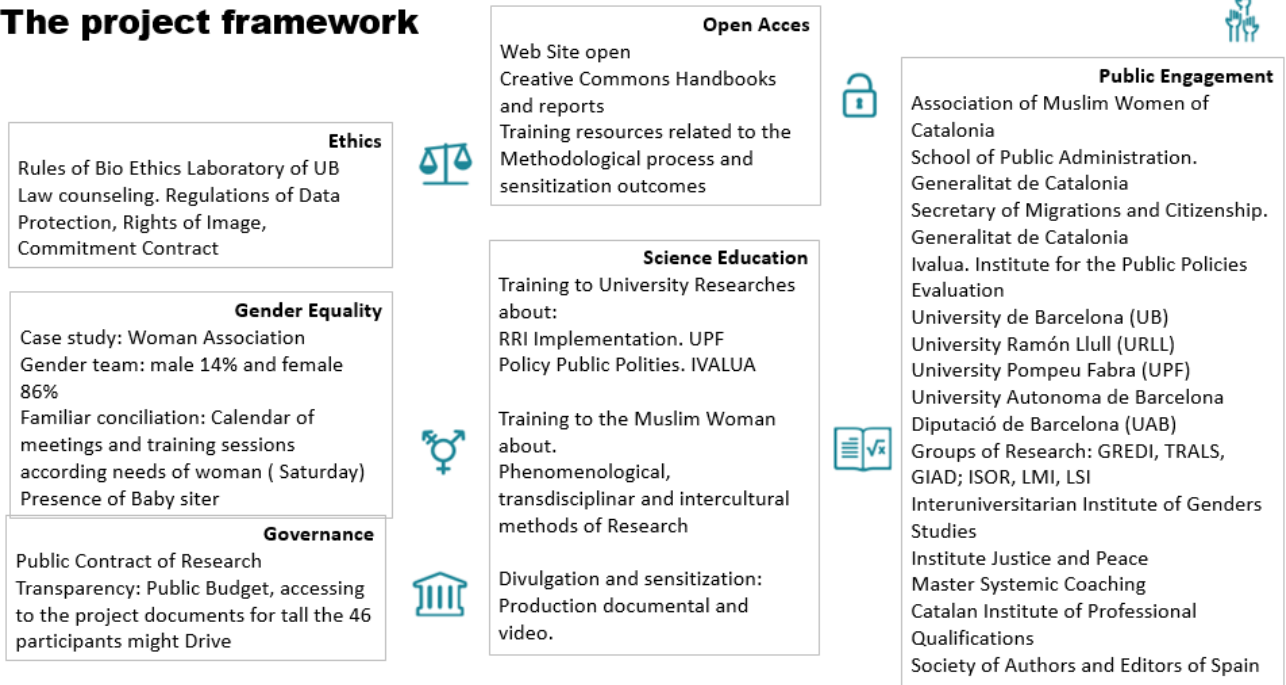 The project framework
Ethics
Rules of Bio Ethics Laboratory of UB
Law counseling. Regulations of Data
Protection, Rights of Image,
Commitment Contract
Gender Equality
Case study: Woman Association
Gender team: male 14% and female
86%
Familiar conciliation: Calendar of
meetings and training sessions
according needs of woman ( Saturday)
Presence of Baby siter
Governance
Public Contract of Research
Transparency: Public Budget, accessing
to the project documents for tall the 46
participants might Drive
Open Acces
Web Site open
Creative Commons Handbooks
and reports
Training resources related to the
Methodological process and
sensitization outcomes
Science Education
Training to University Researches
about:
RRI Implementation. UPF
Policy Public Polities. IVALUA
Training to the Muslim Woman
about.
Phenomenological,
transdisciplinar and intercultural
methods of Research
Divulgation and sensitization:
Production documental and
video.
Public Engagement
Association of Muslim Women of
Catalonia
School of Public Administration.
Generalitat de Catalonia
Secretary of Migrations and Citizenship.
Generalitat de Catalonia
Ivalua. Institute for the Public Policies
Evaluation
University de Barcelona (UB)
University Ramón Llull (URLL)
University Pompeu Fabra (UPF)
University Autonoma de Barcelona
Diputació de Barcelona (UAB)
Groups of Research: GREDI, TRALS,
GIAD; ISOR, LMI, LSI
Interuniversitarian Institute of Genders
Studies
Institute Justice and Peace
Master Systemic Coaching
Catalan Institute of Professional
Qualifications
Society of Authors and Editors of Spain